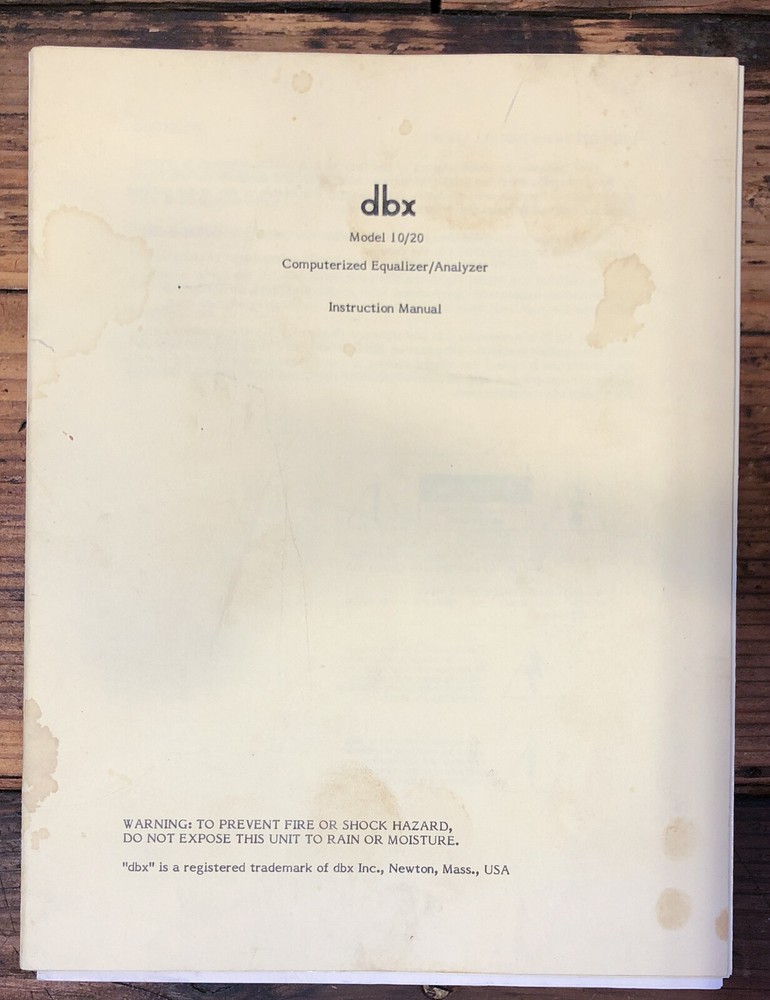 dbx
Model 10/20
Computerized Equalizer/Analyzer
Instruction Manual
WARNING: TO PREVENT FIRE OR SHOCK HAZARD,
DO NOT EXPOSE THIS UNIT TO RAIN OR MOISTURE.
"dbx" is a registered trademark of dbx Inc., Newton, Mass., USA